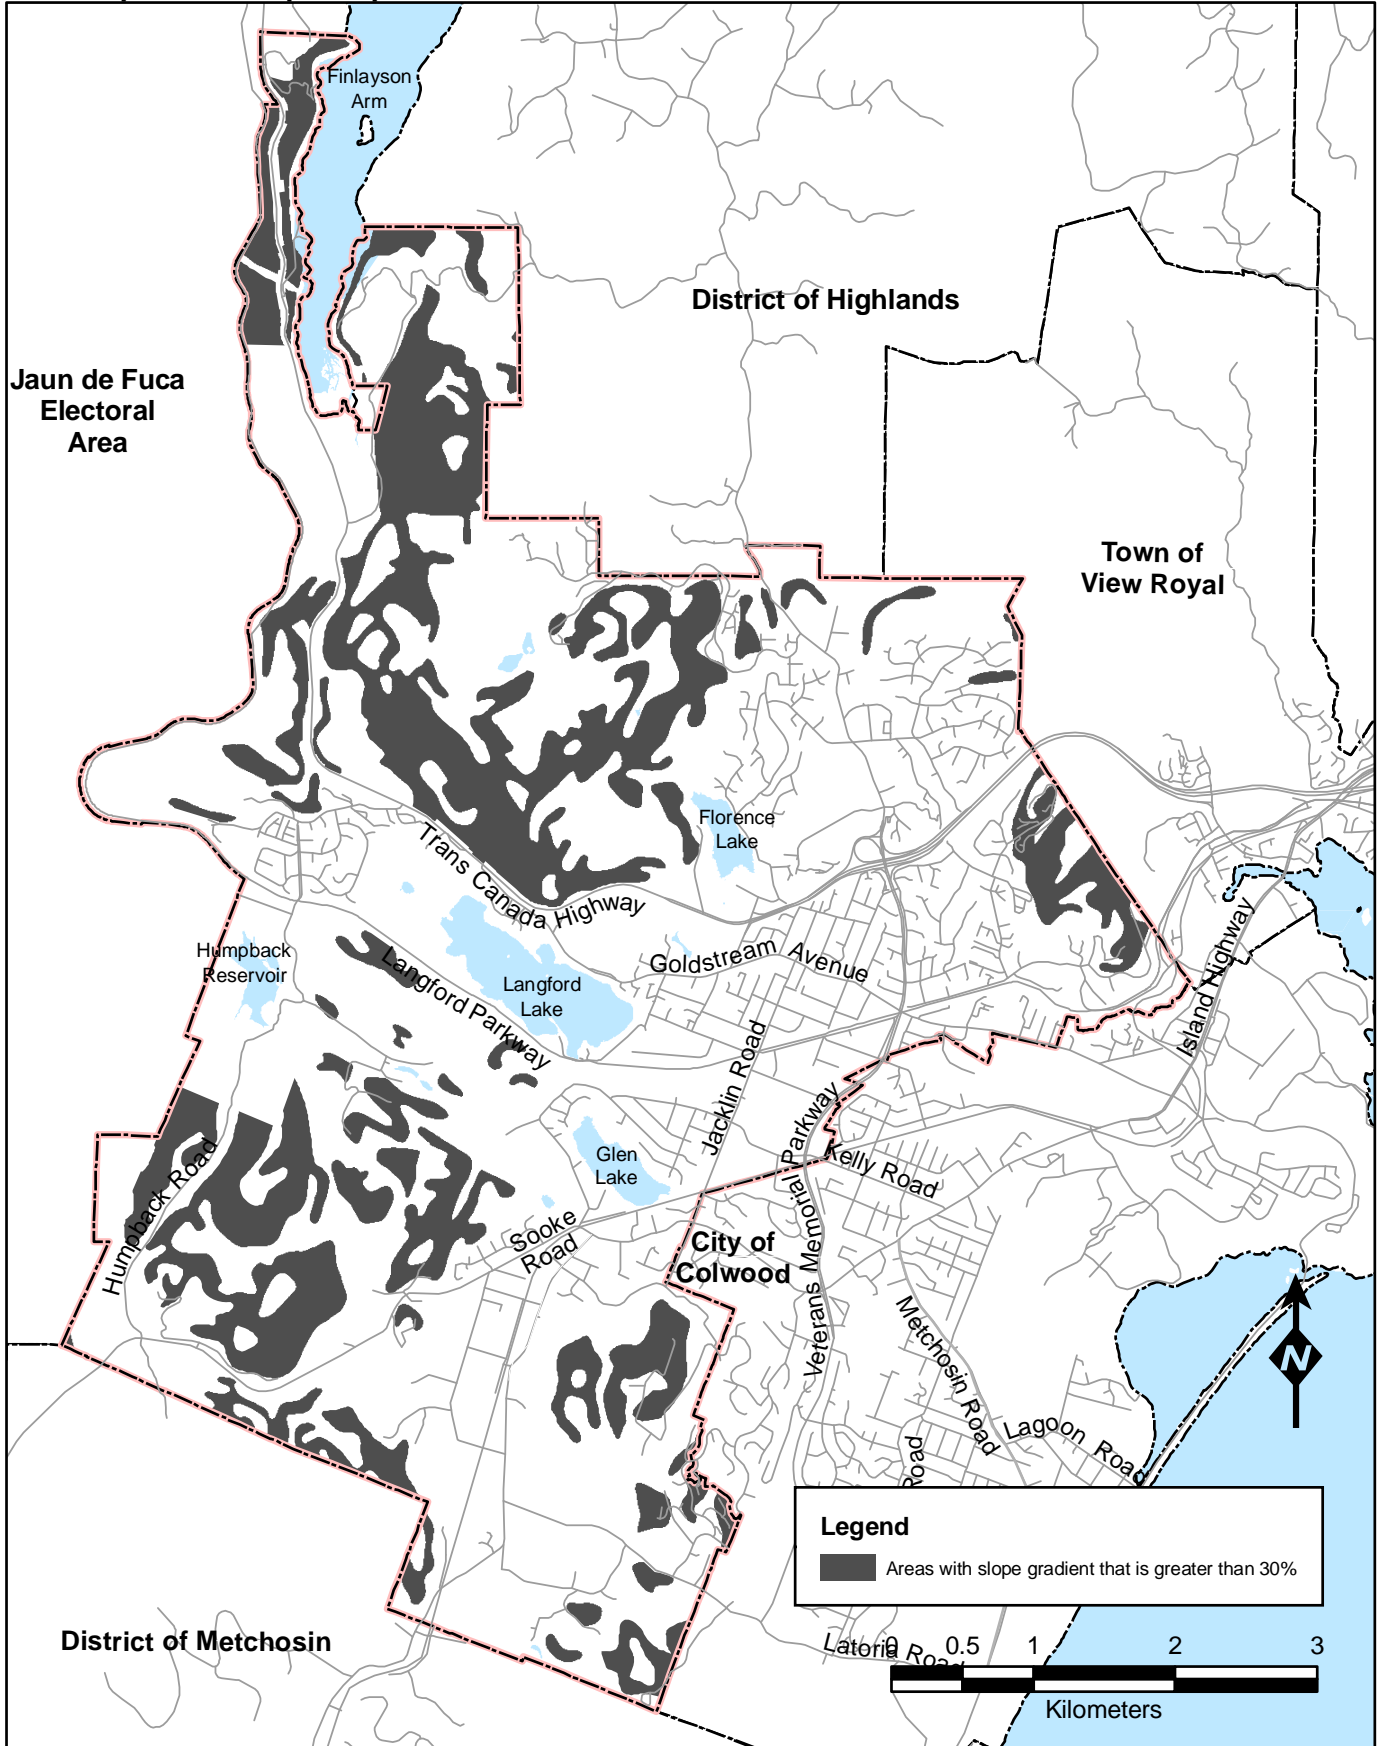 Finlayson
Arm
District of Highlands
Jaun de Fuca
Electoral
Area
Town of
View Royal
Florence
Lake
Trans Canada Highway
Humpback
Reservoir
Langford Parkway
Langford
Lake
Goldstream Avenue
Island Highway
Jacklin Road
Glen
Lake
Kelly Road
Humpback Road
Sooke
Road
City of
Colwood
Veterans Memorial Parkway
Metchosin Road
Lagoon Road
Road
N
Legend
Areas with slope gradient that is greater than 30%
District of Metchosin
Latoria Road
0 0.5 1 2 3
Kilometers